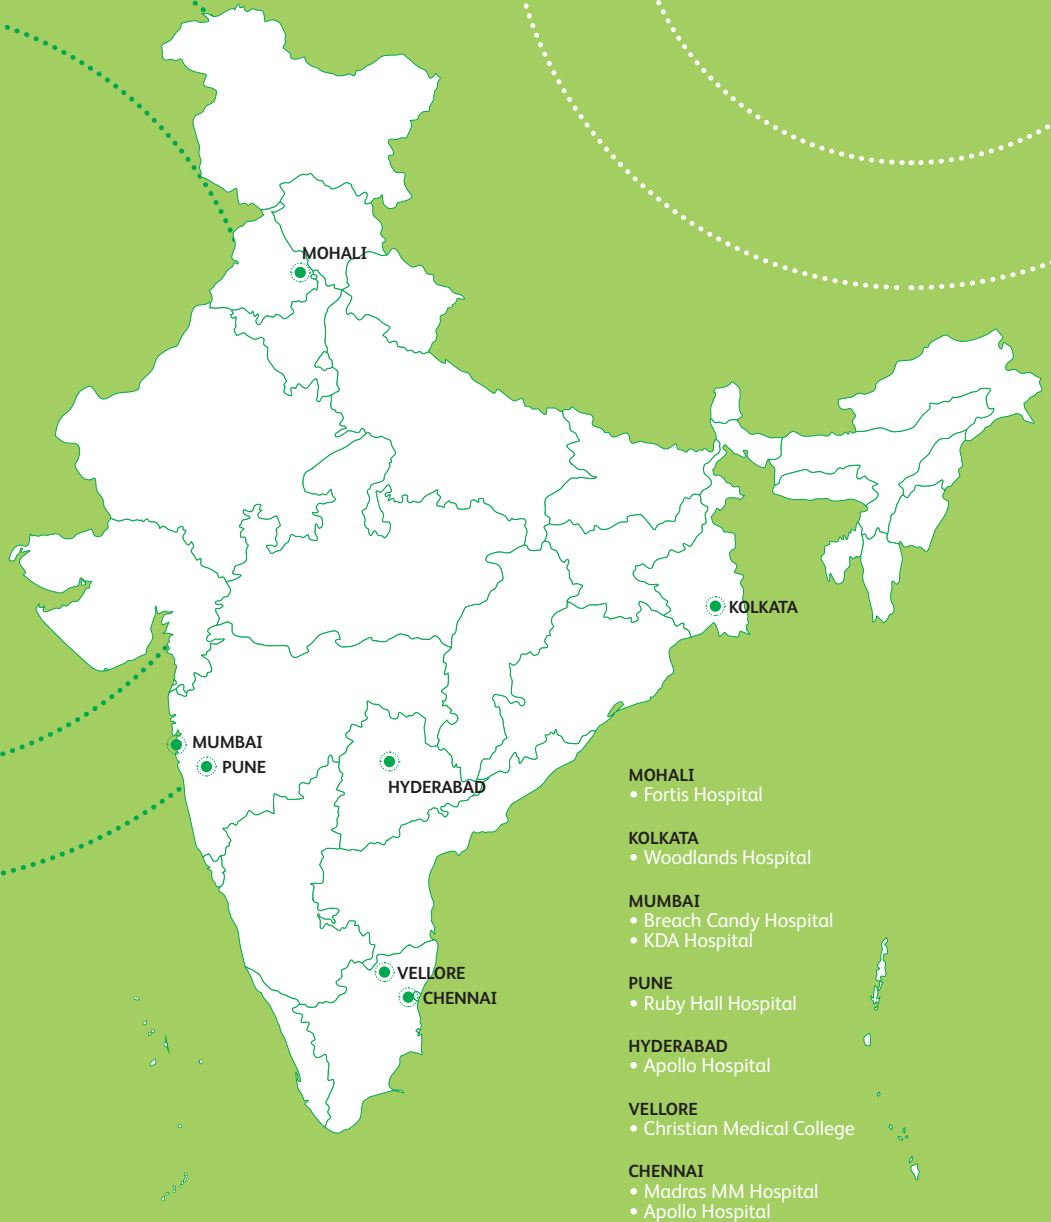 MOHALI
KOLKATA
MUMBAI
PUNE
HYDERABAD
VELLORE
CHENNAI
MOHALI
• Fortis Hospital
KOLKATA
• Woodlands Hospital
MUMBAI
• Breach Candy Hospital
• KDA Hospital
PUNE
• Ruby Hall Hospital
HYDERABAD
• Apollo Hospital
VELLORE
• Christian Medical College
CHENNAI
• Madras MM Hospital
• Apollo Hospital